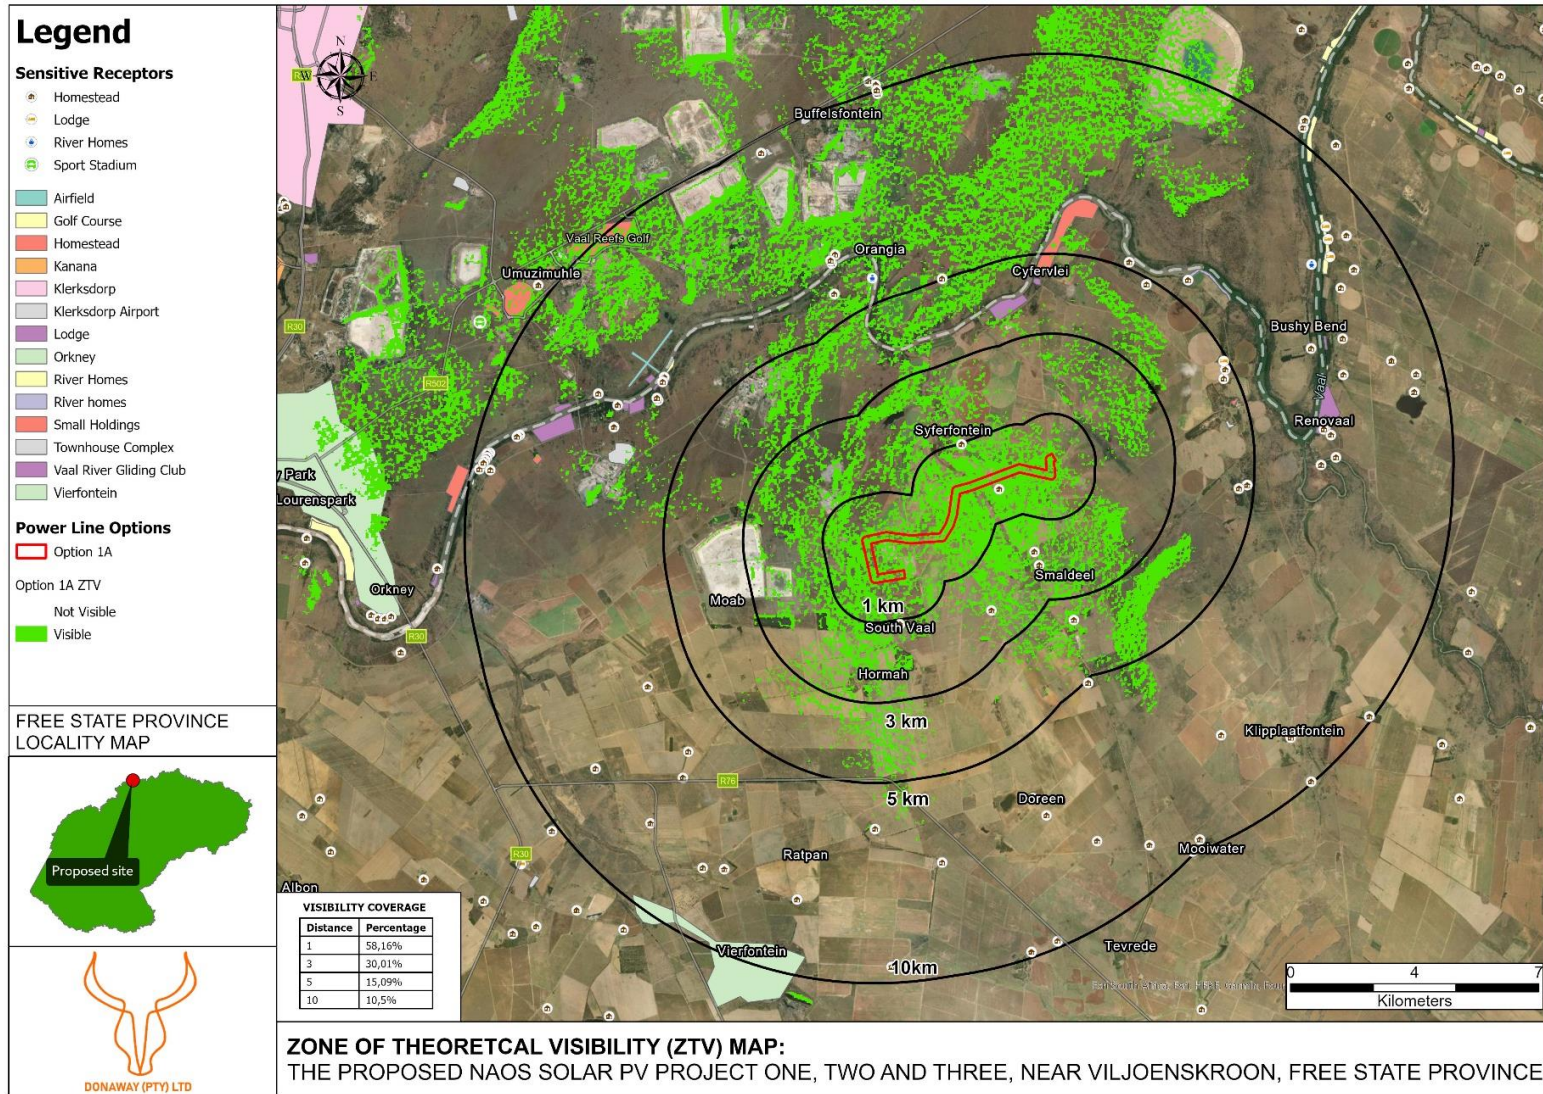 Legend
Sensitive Receptors
Homestead
Lodge
River Homes
Sport Stadium
Airfield
Golf Course
Homestead
Kanana
Klerksdorp
Klerksdorp Airport
Lodge
Orkney
River Homes
River homes
Small Holdings
Townhouse Complex
Vaal River Gliding Club
Vierfontein
Power Line Options
Option 1A
Option 1A ZTV
Not Visible
Visible
FREE STATE PROVINCE
LOCALITY MAP
Proposed site
DONAWAY (PTY) LTD
N
W
E
S
Buffelsfontein
Vaal Reefs Golf
Orangia
Umuzimuhle
Cyfervlei
R30
Bushy Bend
R502
Vaal
Renovaal
Syferfontein
y Park
Lourenspark
Orkney
Moab
Smaldeel
1 km
South Vaal
R30
Hormah
3 km
Klipplaatfontein
R76
5 km
Doreen
R30
Ratpan
Mooiwater
Albon
Vierfontein
Tevrede
10km
VISIBILITY COVERAGE
Distance Percentage
1 58,16%
3 30,01%
5 15,09%
10 10,5%
0 4 7
Kilometers
ZONE OF THEORETCAL VISIBILITY (ZTV) MAP:
THE PROPOSED NAOS SOLAR PV PROJECT ONE, TWO AND THREE, NEAR VILJOENSKROON, FREE STATE PROVINCE